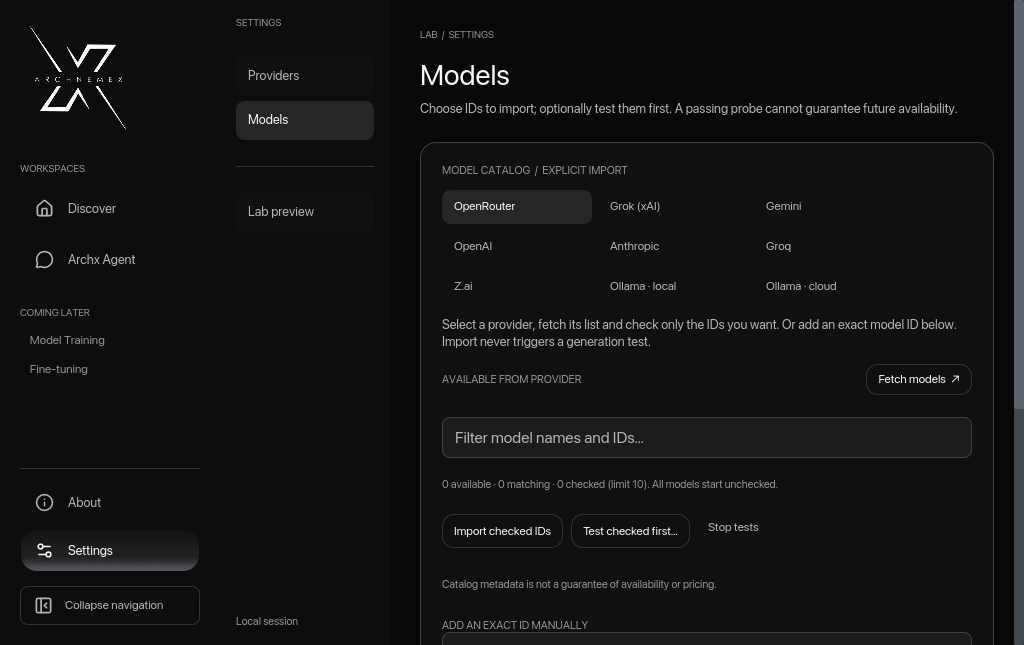 ARCHNEMEX
WORKSPACES
Discover
Archx Agent
COMING LATER
Model Training
Fine-tuning
About
Settings
Collapse navigation
SETTINGS
Providers
Models
Lab preview
Local session
LAB / SETTINGS
Models
Choose IDs to import; optionally test them first. A passing probe cannot guarantee future availability.
MODEL CATALOG / EXPLICIT IMPORT
OpenRouter Grok (xAI) Gemini
OpenAI Anthropic Groq
Z.ai Ollama · local Ollama · cloud
Select a provider, fetch its list and check only the IDs you want. Or add an exact model ID below.
Import never triggers a generation test.
AVAILABLE FROM PROVIDER Fetch models ↗
Filter model names and IDs...
0 available · 0 matching · 0 checked (limit 10). All models start unchecked.
Import checked IDs Test checked first... Stop tests
Catalog metadata is not a guarantee of availability or pricing.
ADD AN EXACT ID MANUALLY